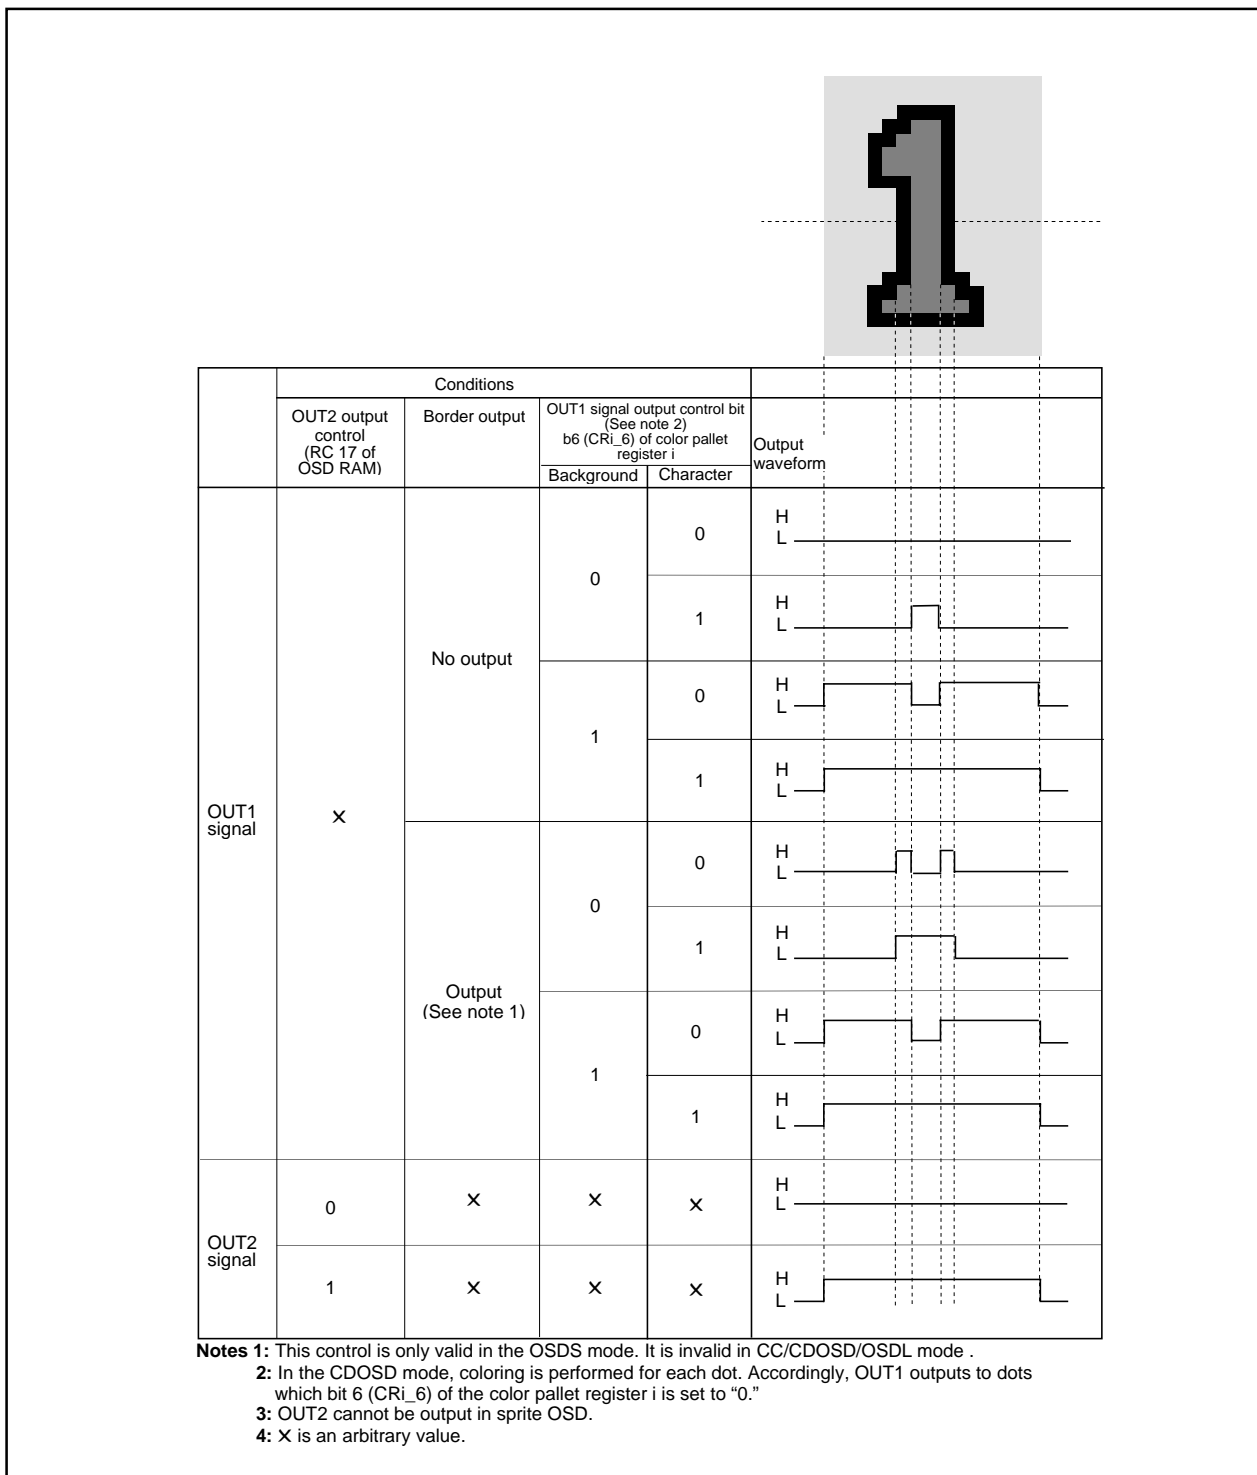 Conditions
OUT2 output
control
(RC 17 of
OSD RAM)
Border output
OUT1 signal output control bit
(See note 2)
b6 (CRi_6) of color pallet
register i
Background
Character
Output
waveform
OUT1
signal
×
No output
0
0
H
L
1
H
L
1
0
H
L
1
H
L
Output
(See note 1)
0
0
H
L
1
H
L
1
0
H
L
1
H
L
OUT2
signal
0
×
×
×
H
L
1
×
×
×
H
L
Notes 1: This control is only valid in the OSDS mode. It is invalid in CC/CDOSD/OSDL mode .
2: In the CDOSD mode, coloring is performed for each dot. Accordingly, OUT1 outputs to dots
which bit 6 (CRi_6) of the color pallet register i is set to “0.”
3: OUT2 cannot be output in sprite OSD.
4: × is an arbitrary value.